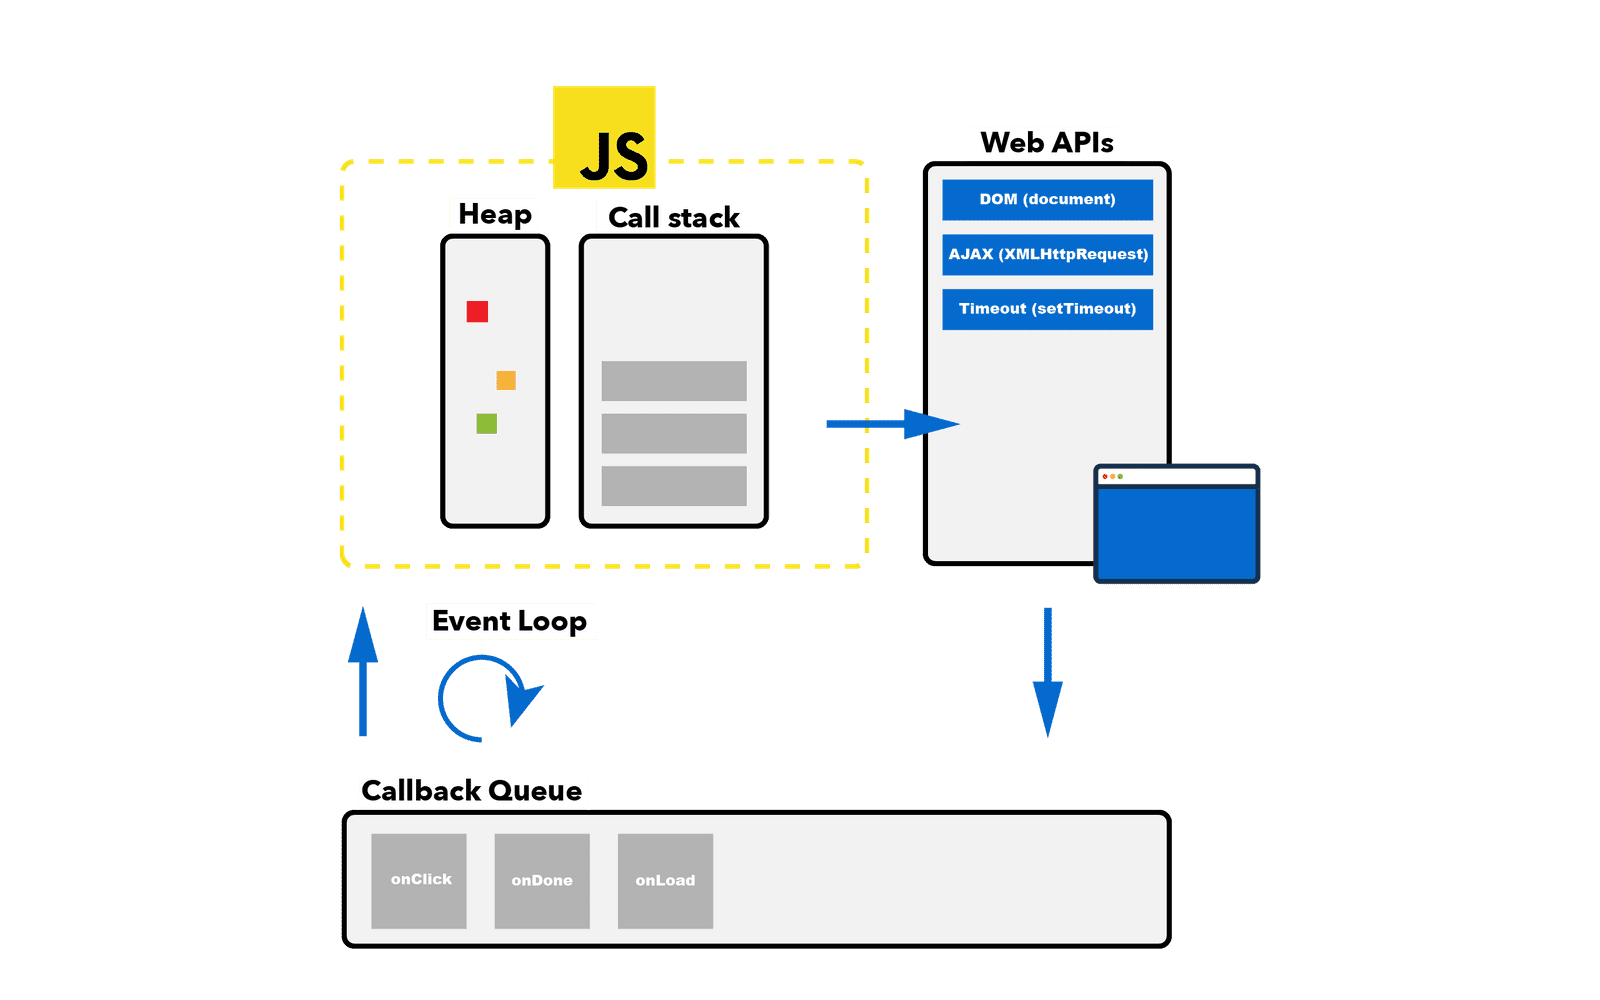 JS
Heap
Call stack
Web APIs
DOM (document)
AJAX (XMLHttpRequest)
Timeout (setTimeout)
Event Loop
Callback Queue
onClick
onDone
onLoad